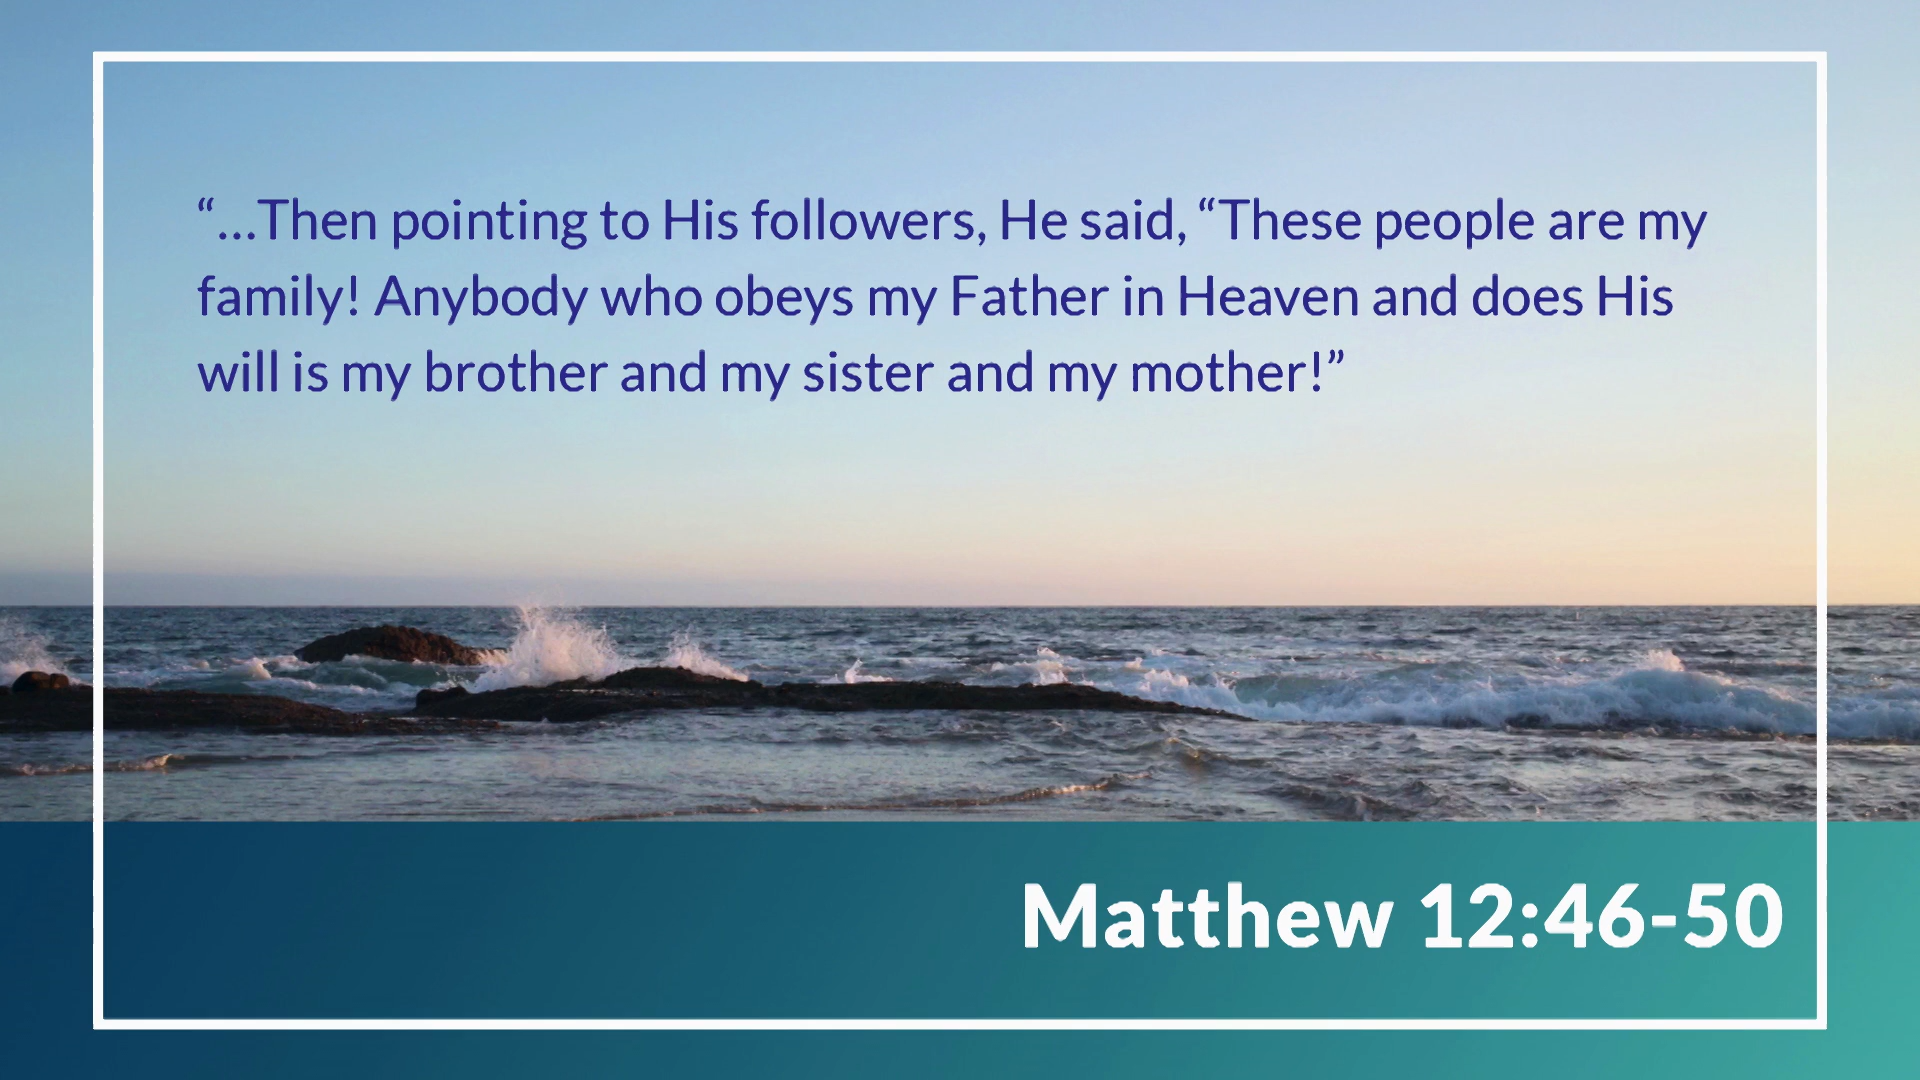 “…Then pointing to His followers, He said, “These people are my
family! Anybody who obeys my Father in Heaven and does His
will is my brother and my sister and my mother!”
Matthew 12:46-50